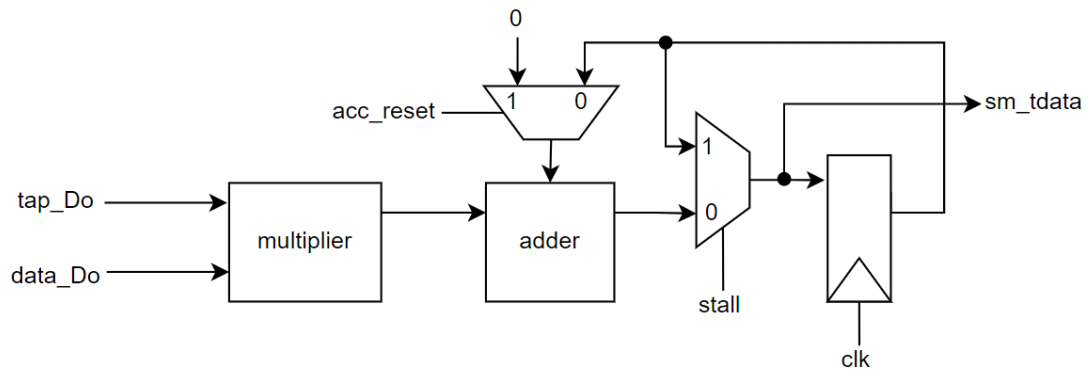 0
1
0
acc_reset
sm_tdata
1
tap_Do
multiplier
adder
0
data_Do
stall
clk